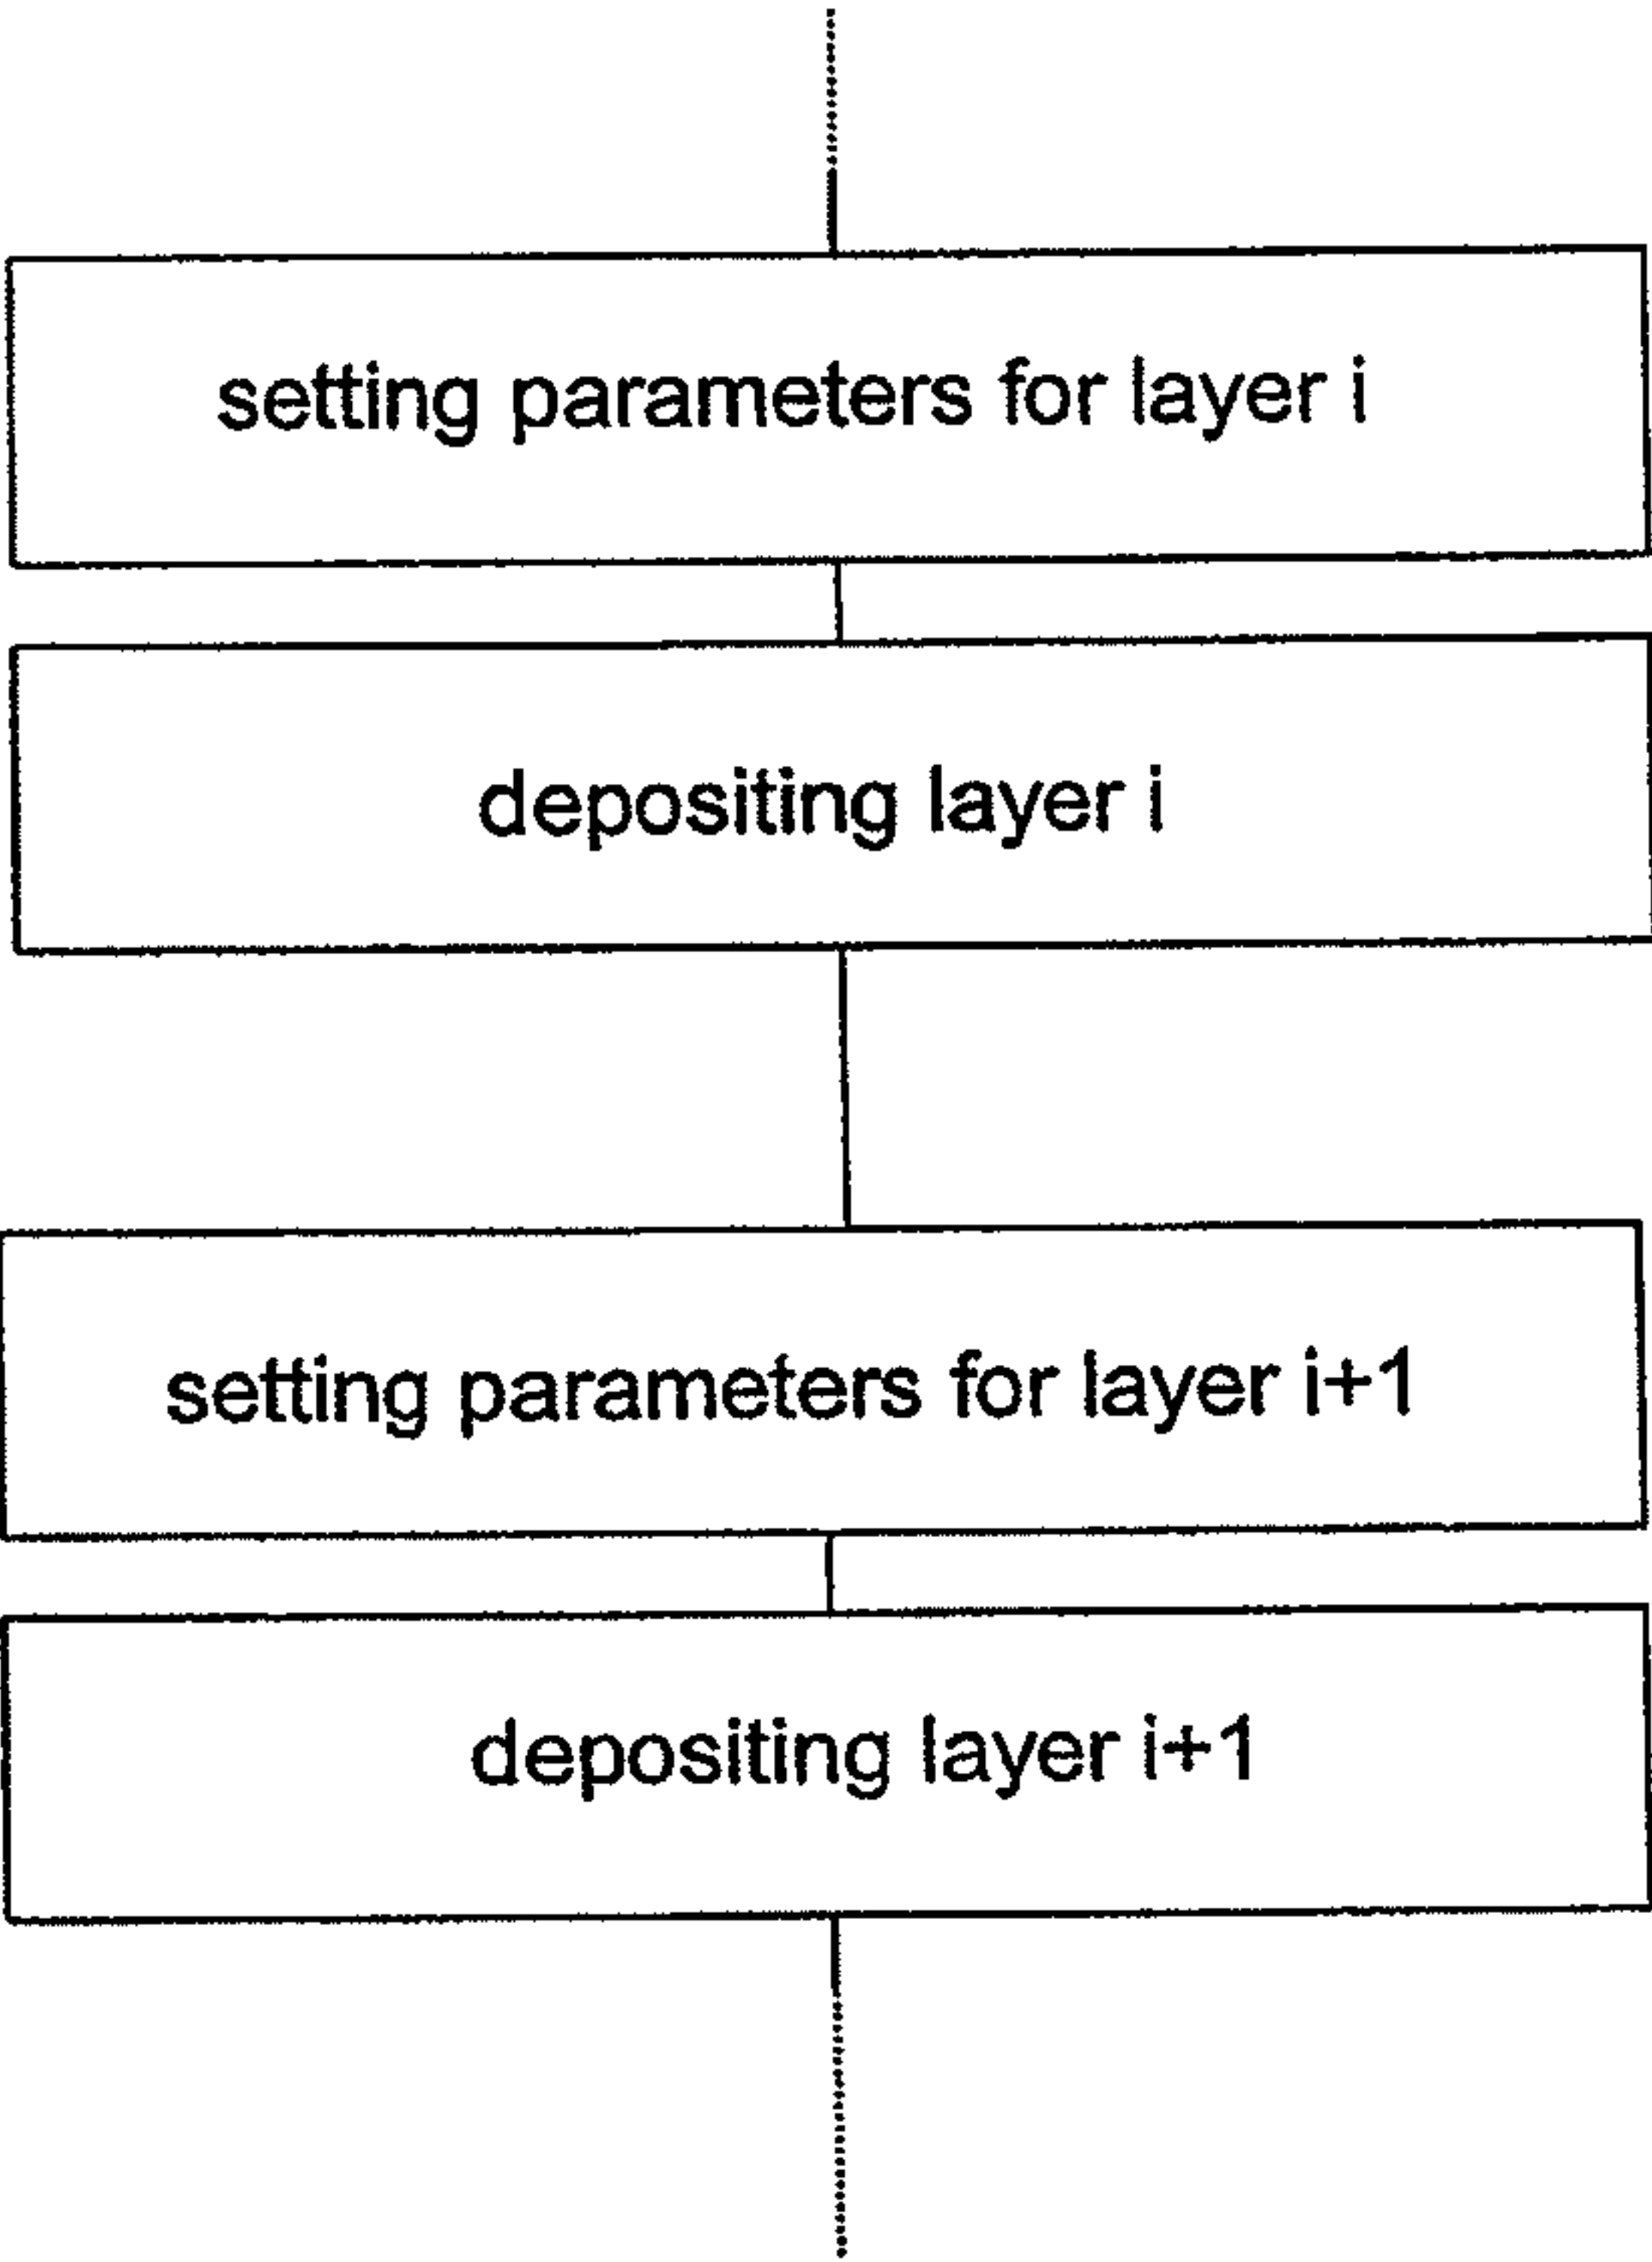 setting parameters for layer i
depositing layer i
setting parameters for layer i+1
depositing layer i+1